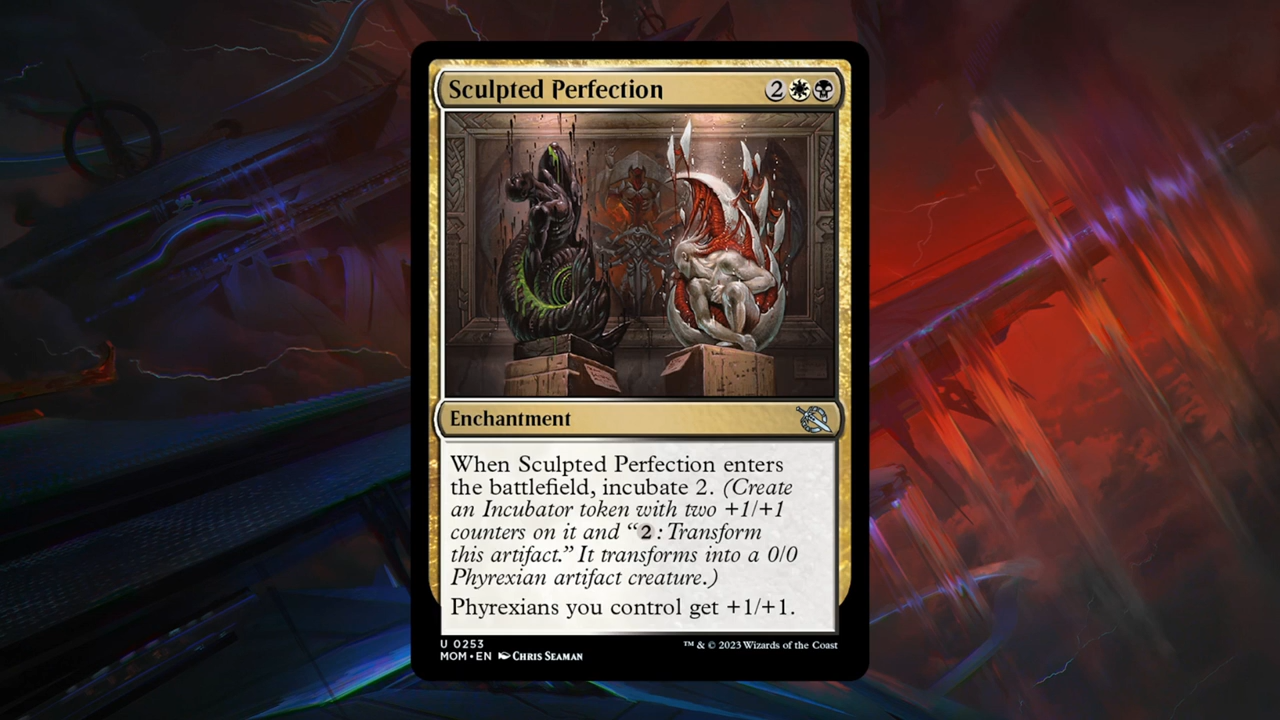 Sculpted Perfection 2
Enchantment
When Sculpted Perfection enters
the battlefield, incubate 2. (Create
an Incubator token with two +1/+1
counters on it and “2: Transform
this artifact.” It transforms into a 0/0
Phyrexian artifact creature.)
Phyrexians you control get +1/+1.
U 0253
MOM • EN Chris Seaman
™ & © 2023 Wizards of the Coast